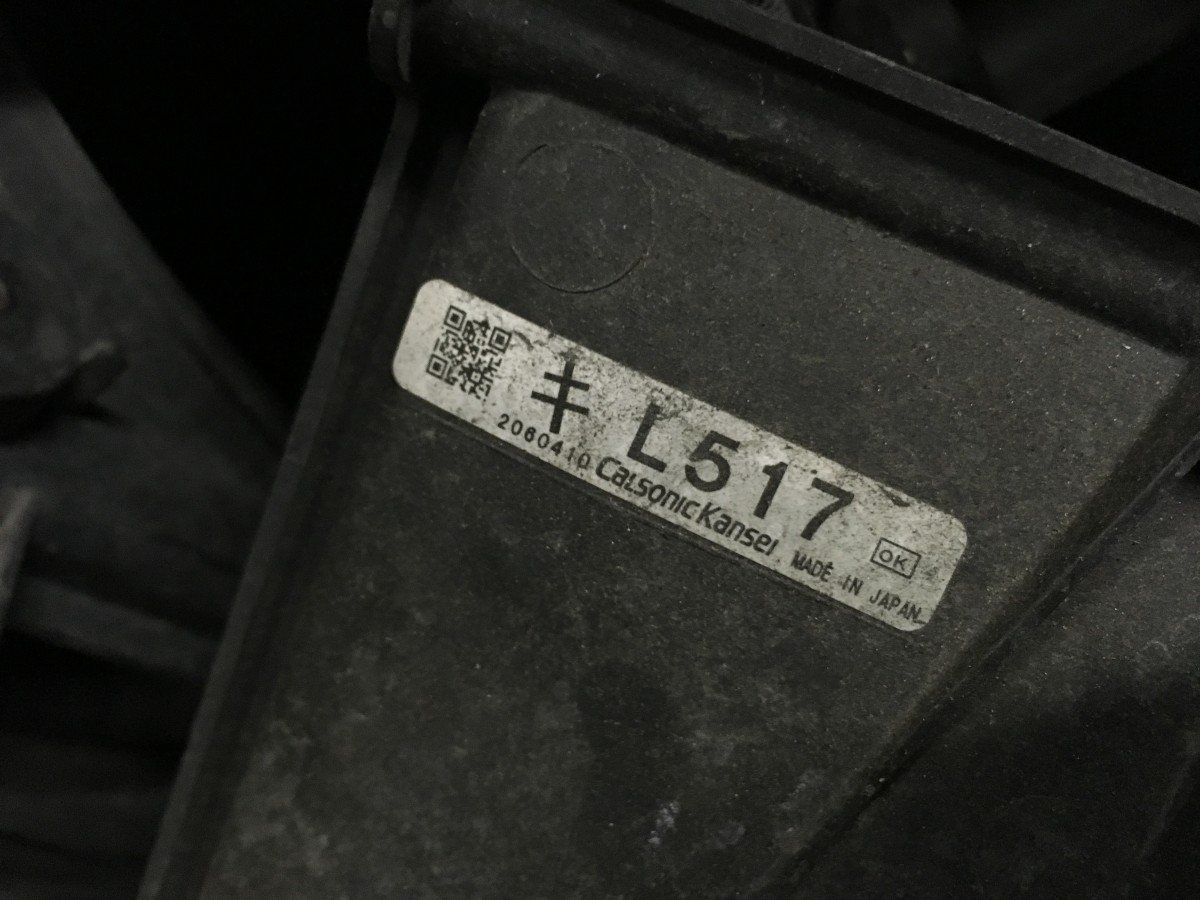 キ L517
2060410 CalsonicKansei MADE IN JAPAN
OK